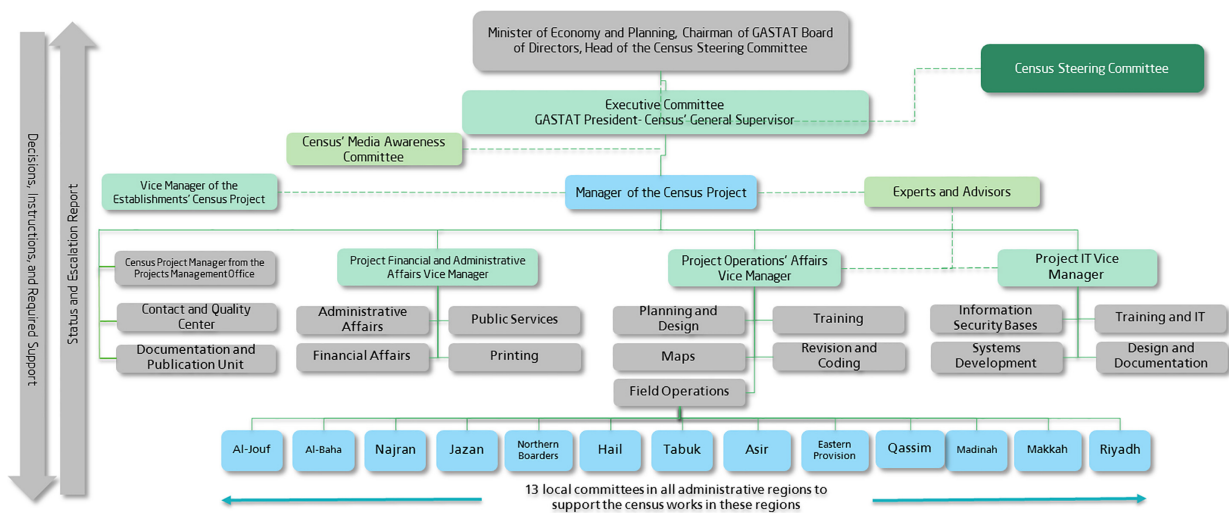 Decisions, Instructions, and Required Support
Status and Escalation Report
Minister of Economy and Planning, Chairman of GASTAT Board
of Directors, Head of the Census Steering Committee
Census Steering Committee
Executive Committee
GASTAT President- Census' General Supervisor
Census' Media Awareness
Committee
Vice Manager of the
Establishments' Census Project
Manager of the Census Project
Experts and Advisors
Census Project Manager from the
Projects Management Office
Project Financial and Administrative
Affairs Vice Manager
Project Operations' Affairs
Vice Manager
Project IT Vice
Manager
Contact and Quality
Center
Administrative
Affairs
Public Services
Planning and
Design
Training
Information
Security Bases
Training and IT
Documentation and
Publication Unit
Financial Affairs
Printing
Maps
Revision and
Coding
Systems
Development
Design and
Documentation
Field Operations
Al-Jouf
Al-Baha
Najran
Jazan
Northern
Boarders
Hail
Tabuk
Asir
Eastern
Provision
Qassim
Madinah
Makkah
Riyadh
13 local committees in all administrative regions to
support the census works in these regions